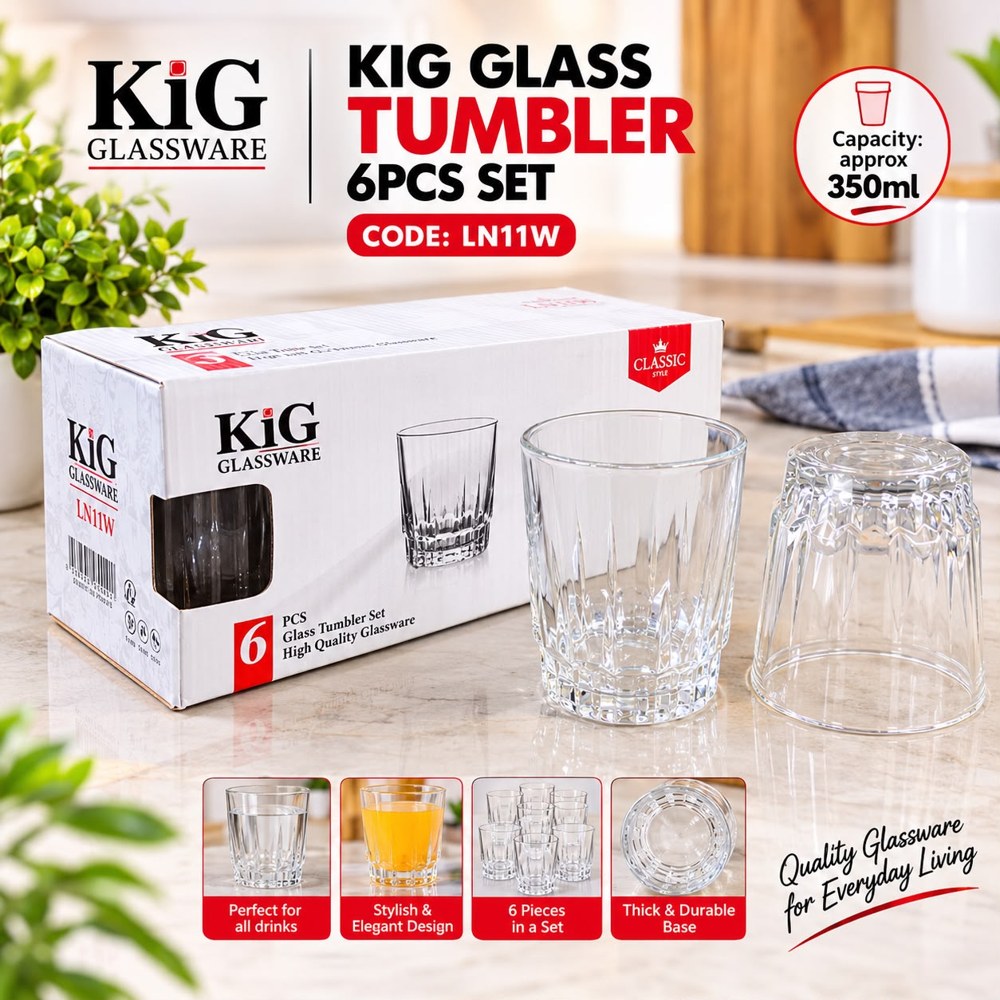 KiG
GLASSWARE
KIG GLASS
TUMBLER
6PCS SET
CODE: LN11W
Capacity:
approx
350ml
KiG
GLASSWARE
CLASSIC
STYLE
KiG
GLASSWARE
KiG
GLASSWARE
LN11W
6
PCS
Glass Tumbler Set
High Quality Glassware
Perfect for
all drinks
Stylish &
Elegant Design
6 Pieces
in a Set
Thick & Durable
Base
Quality Glassware
for Everyday Living